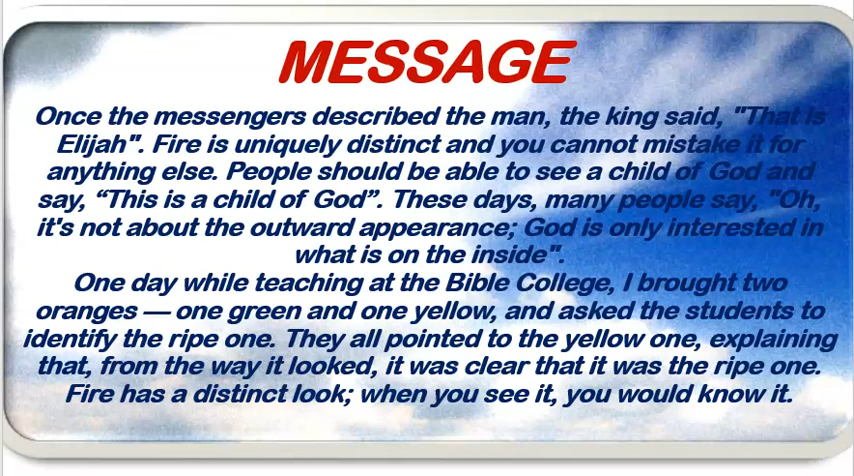 MESSAGE
Once the messengers described the man, the king said, "That is
Elijah". Fire is uniquely distinct and you cannot mistake it for
anything else. People should be able to see a child of God and
say, “This is a child of God”. These days, many people say, "Oh,
it's not about the outward appearance; God is only interested in
what is on the inside".
One day while teaching at the Bible College, I brought two
oranges — one green and one yellow, and asked the students to
identify the ripe one. They all pointed to the yellow one, explaining
that, from the way it looked, it was clear that it was the ripe one.
Fire has a distinct look; when you see it, you would know it.